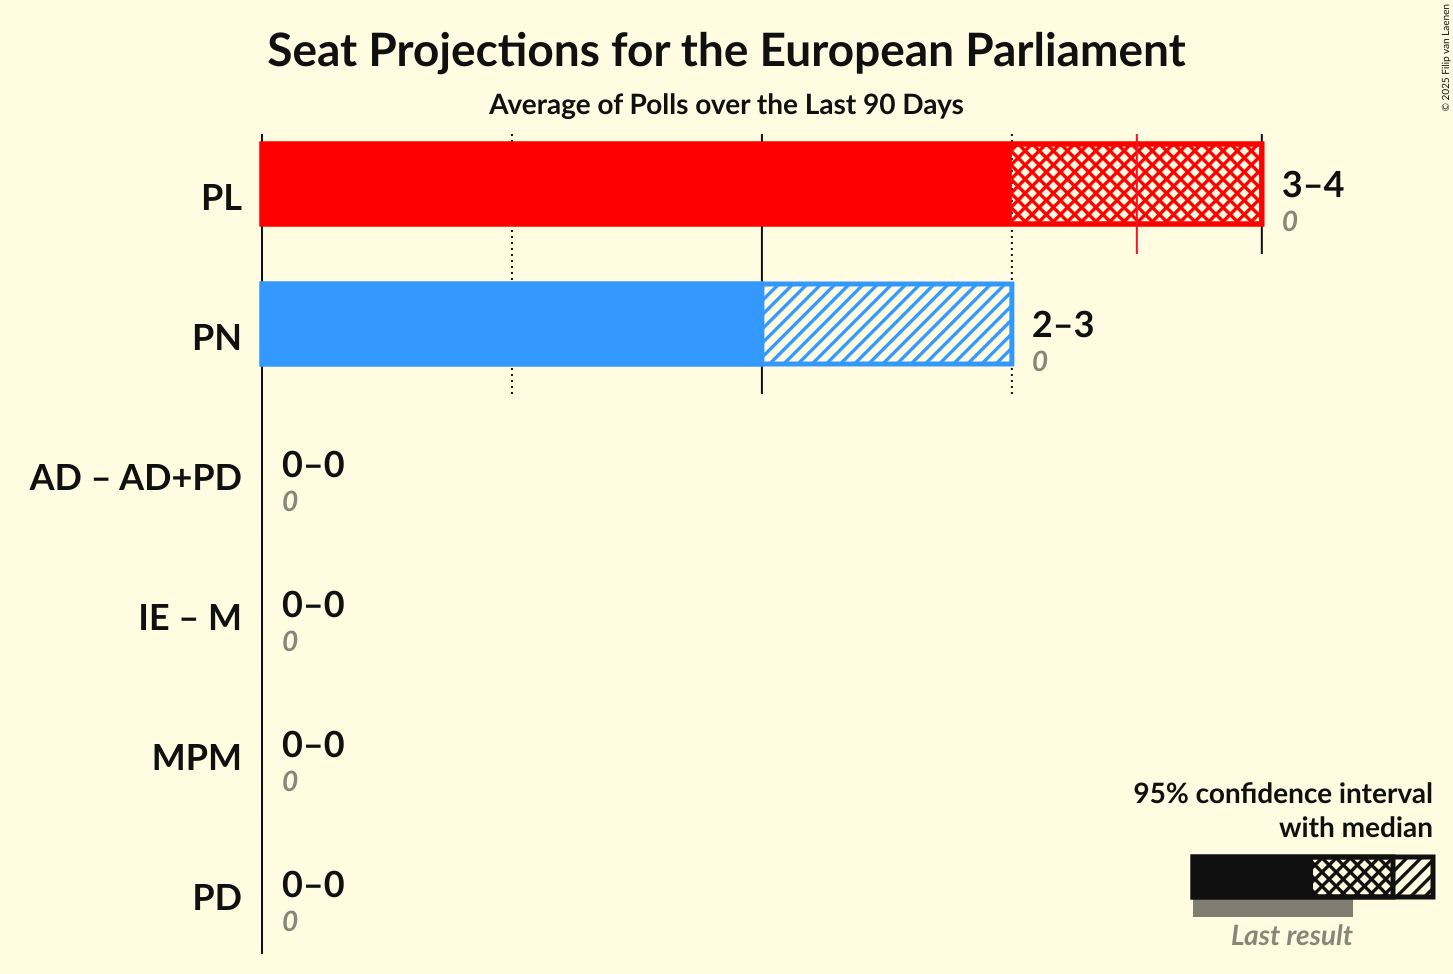 Seat Projections for the European Parliament
Average of Polls over the Last 90 Days
© 2025 Filip van Laenen
PL
3–4
0
PN
2–3
0
AD – AD+PD
0–0
0
IE – M
0–0
0
MPM
0–0
0
PD
0–0
0
95% confidence interval
with median
Last result